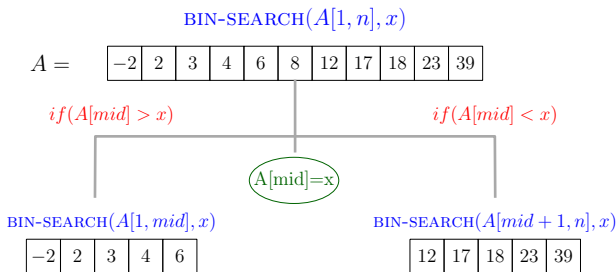 BIN-SEARCH(A[1, n], x)
A = −2 2 3 4 6 8 12 17 18 23 39
if(A[mid] > x) if(A[mid] < x)
A[mid]=x
BIN-SEARCH(A[1, mid], x) BIN-SEARCH(A[mid + 1, n], x)
−2 2 3 4 6 12 17 18 23 39